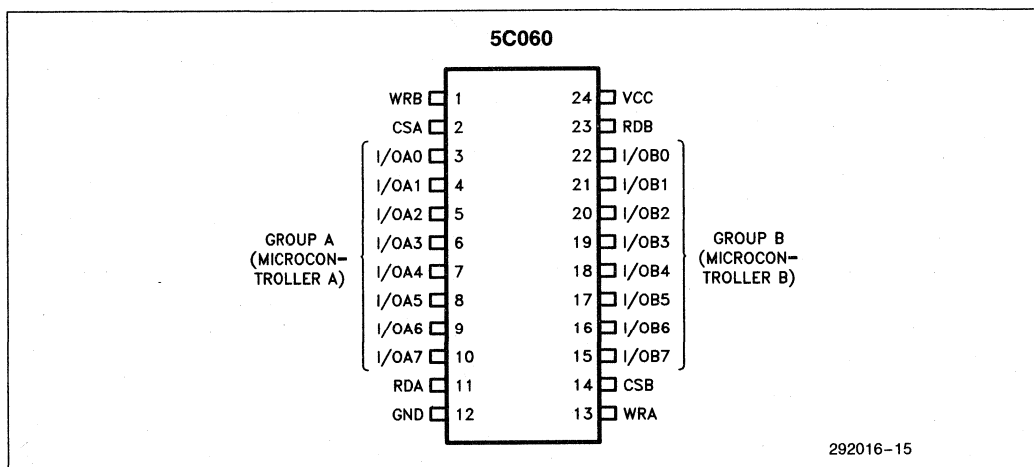 5C060
WRB 1 24 VCC
CSA 2 23 RDB
I/OA0 3 22 I/OB0
I/OA1 4 21 I/OB1
I/OA2 5 20 I/OB2
I/OA3 6 19 I/OB3
I/OA4 7 18 I/OB4
I/OA5 8 17 I/OB5
I/OA6 9 16 I/OB6
I/OA7 10 15 I/OB7
RDA 11 14 CSB
GND 12 13 WRA
GROUP A
(MICROCON-
TROLLER A)
GROUP B
(MICROCON-
TROLLER B)
292016-15